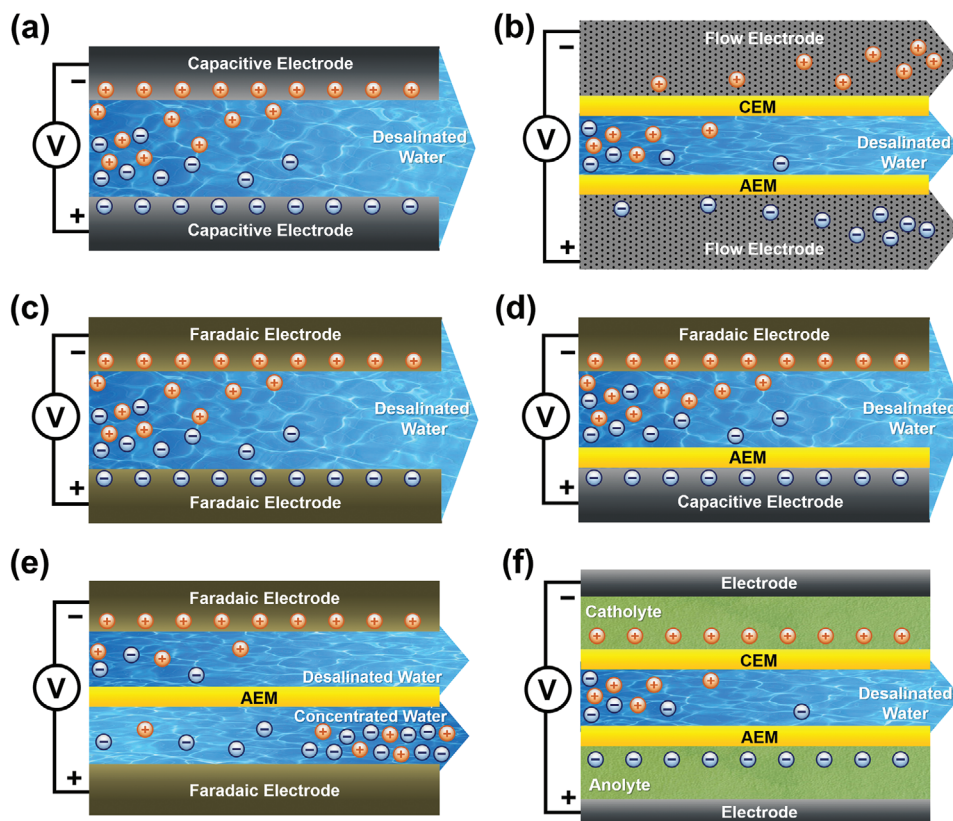 (a)
Capacitive Electrode
−
V
Desalinated
Water
+
Capacitive Electrode
(b)
−
Flow Electrode
CEM
V
Desalinated
Water
AEM
+
Flow Electrode
(c)
Faradaic Electrode
−
V
Desalinated
Water
+
Faradaic Electrode
(d)
Faradaic Electrode
−
V
Desalinated
Water
AEM
+
Capacitive Electrode
(e)
Faradaic Electrode
−
Desalinated Water
V
AEM
Concentrated Water
+
Faradaic Electrode
(f)
Electrode
−
Catholyte
CEM
V
Desalinated
Water
AEM
Anolyte
+
Electrode